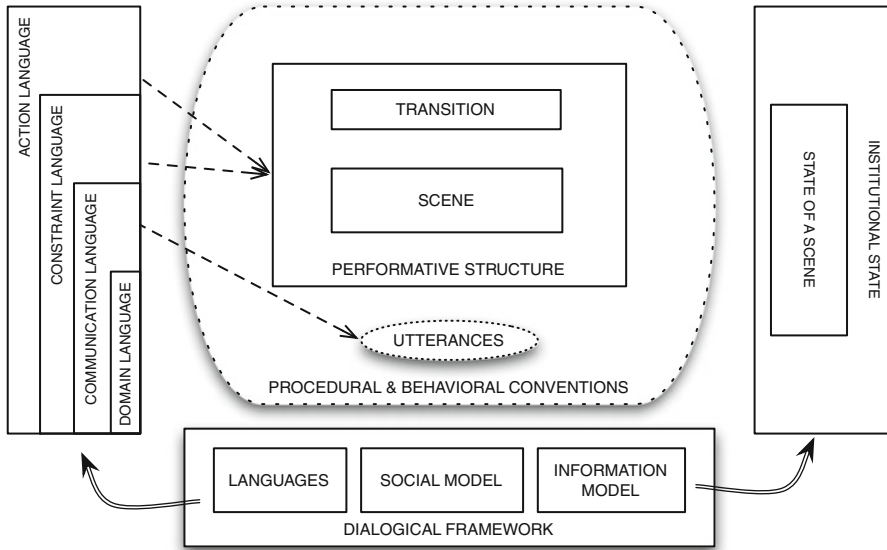 ACTION LANGUAGE
CONSTRAINT LANGUAGE
COMMUNICATION LANGUAGE
DOMAIN LANGUAGE
TRANSITION
SCENE
PERFORMATIVE STRUCTURE
UTTERANCES
PROCEDURAL & BEHAVIORAL CONVENTIONS
STATE OF A
SCENE
INSTITUTIONAL STATE
LANGUAGES
SOCIAL MODEL
INFORMATION
MODEL
DIALOGICAL FRAMEWORK